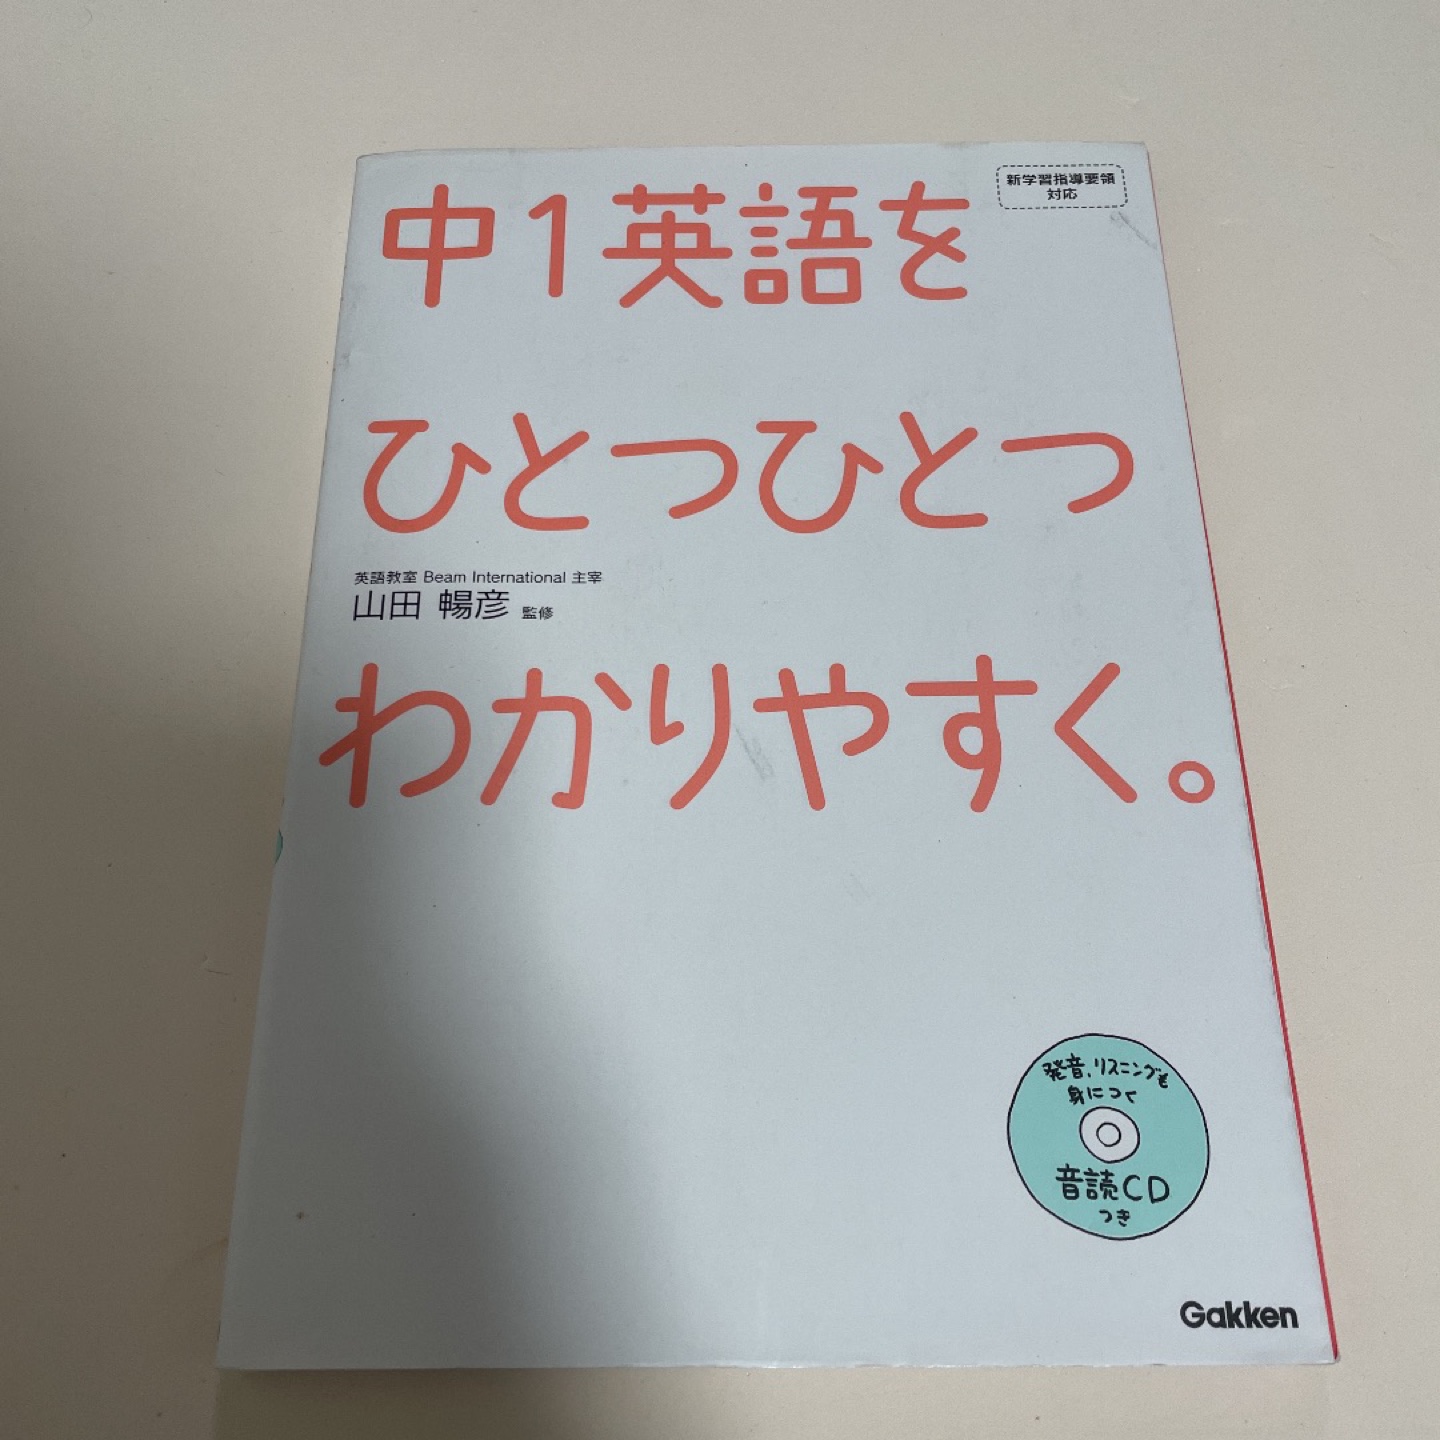 新学習指導要領
対応
中1英語を
ひとつひとつ
英語教室 Beam International 主宰
山田 暢彦 監修
わかりやすく。
発音、リスニングも
身につく
音読CD
つき
Gakken